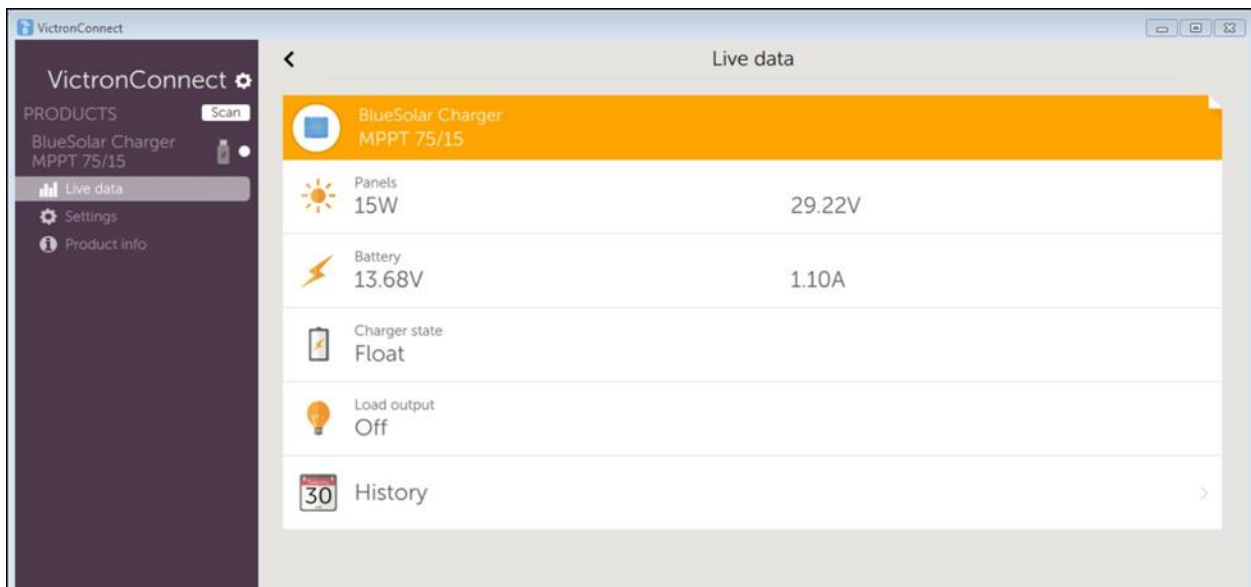 VictronConnect
VictronConnect
PRODUCTS Scan
BlueSolar Charger
MPPT 75/15
Live data
Settings
Product info
Live data
BlueSolar Charger
MPPT 75/15
Panels
15W 29.22V
Battery
13.68V 1.10A
Charger state
Float
Load output
Off
30 History